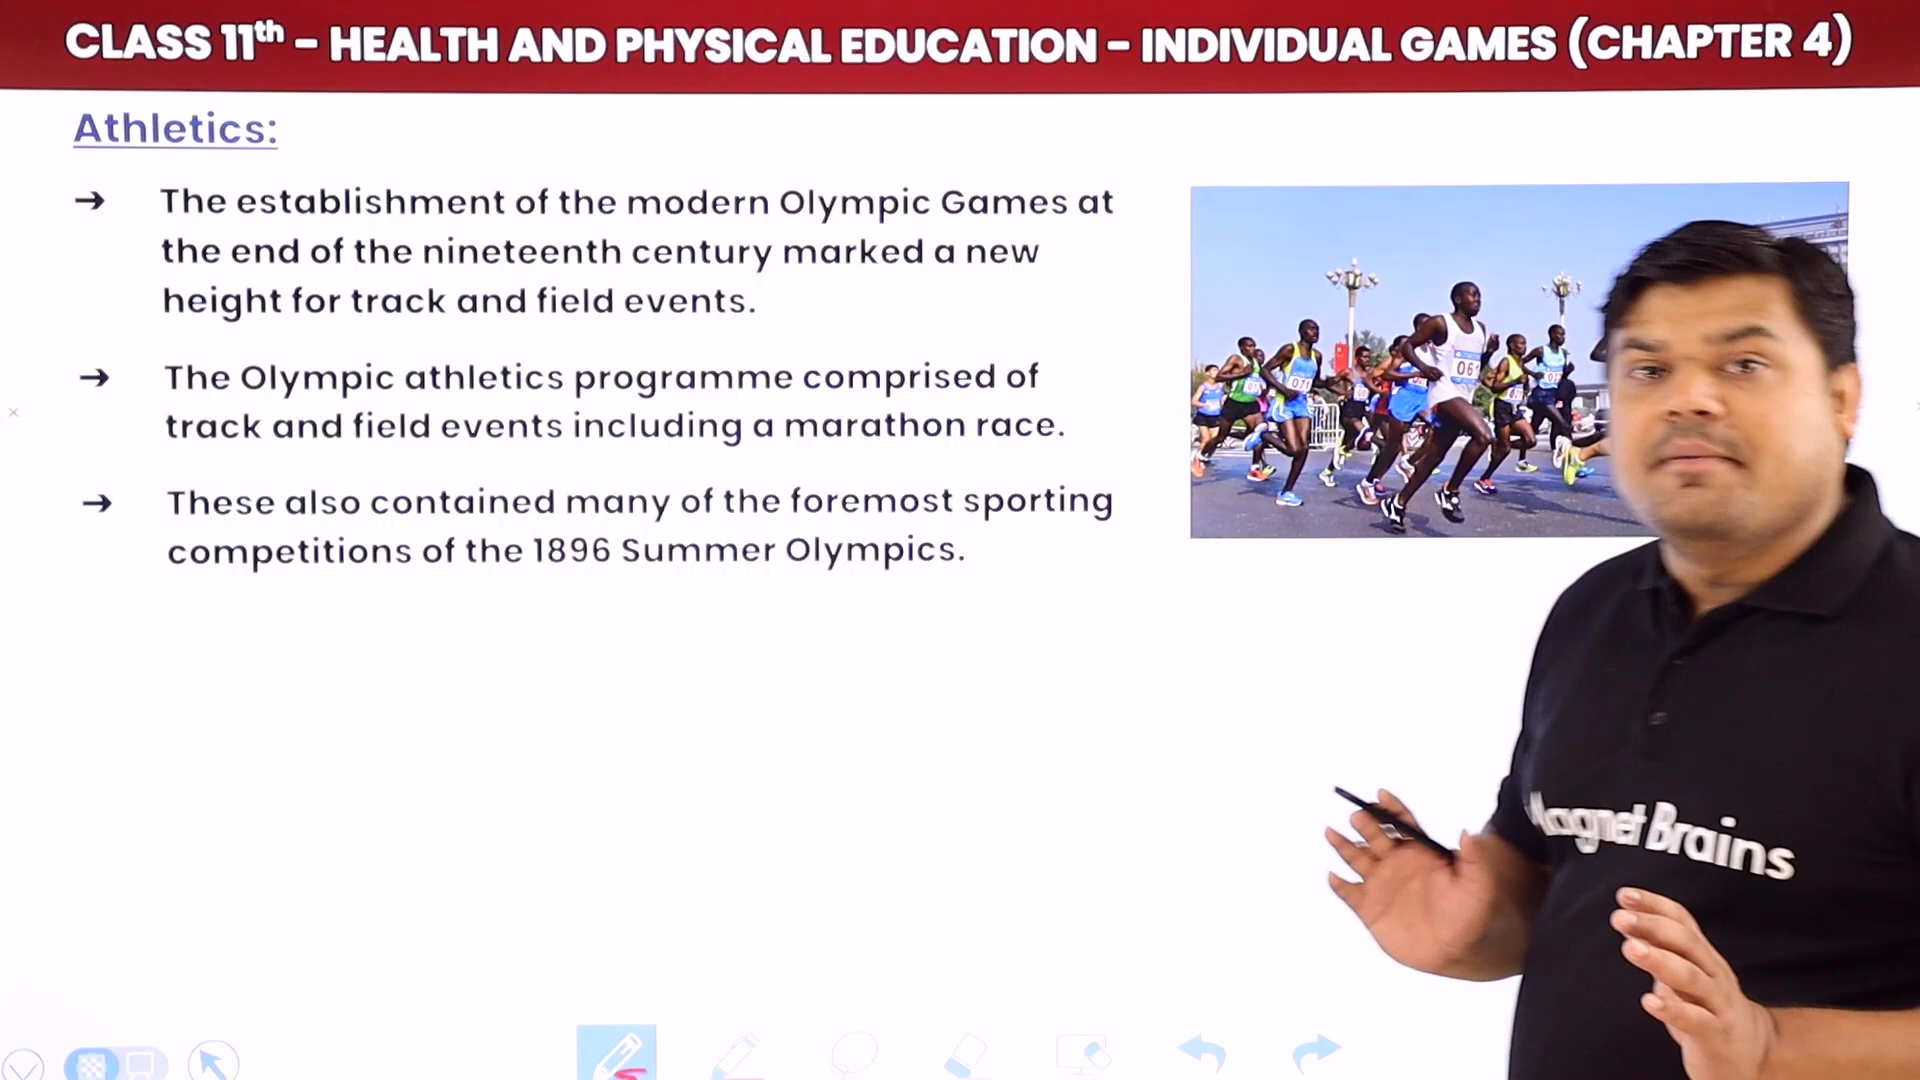 CLASS 11th - HEALTH AND PHYSICAL EDUCATION - INDIVIDUAL GAMES (CHAPTER 4)
Athletics:
→ The establishment of the modern Olympic Games at
the end of the nineteenth century marked a new
height for track and field events.
→ The Olympic athletics programme comprised of
track and field events including a marathon race.
→ These also contained many of the foremost sporting
competitions of the 1896 Summer Olympics.
071
061
Magnet Brains